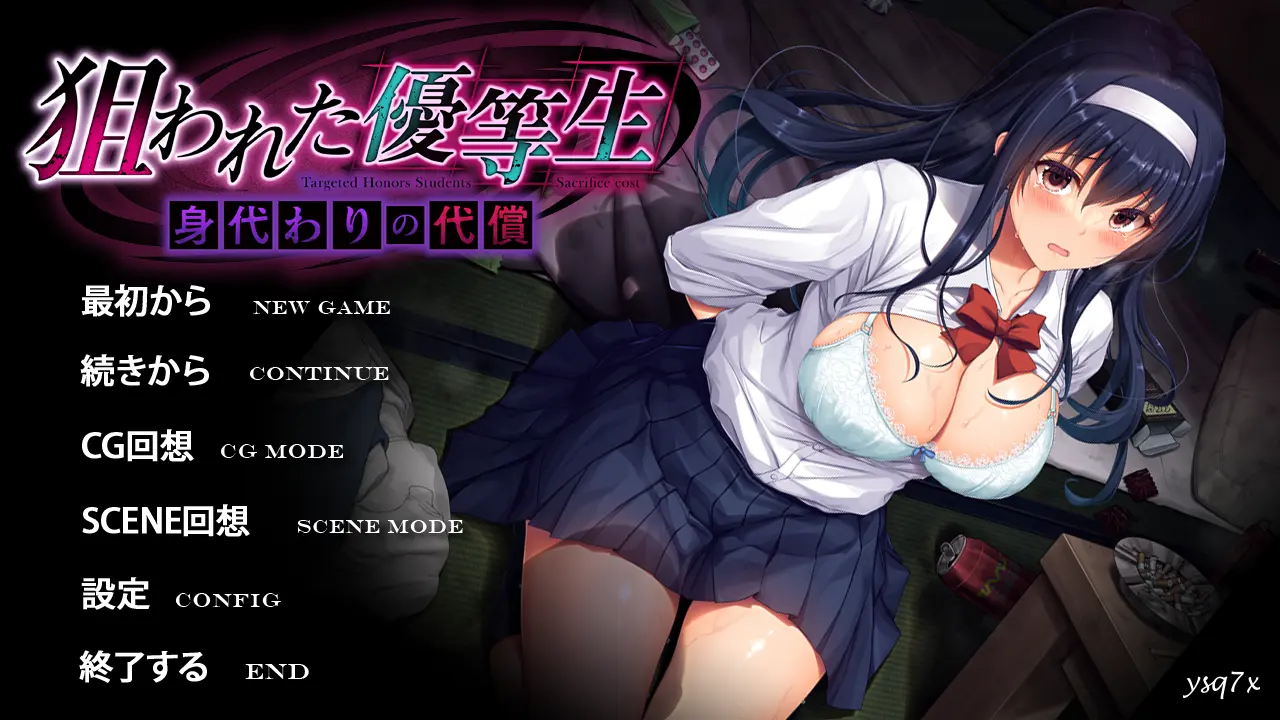 狙われた優等生
Targeted Honors Students Sacrifice cost
身代わりの代償
最初から NEW GAME
続きから CONTINUE
CG回想 CG MODE
SCENE回想 SCENE MODE
設定 CONFIG
終了する END
ysq7x